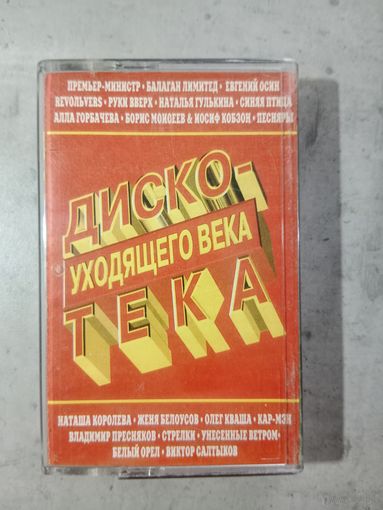 ПРЕМЬЕР-МИНИСТР • БАЛАГАН ЛИМИТЕД • ЕВГЕНИЙ ОСИН
REVOЛЬVERS • РУКИ ВВЕРХ • НАТАЛЬЯ ГУЛЬКИНА • СИНЯЯ ПТИЦА
АЛЛА ГОРБАЧЕВА • БОРИС МОИСЕЕВ & ИОСИФ КОБЗОН • ПЕСНЯРЫ
ДИСКО-
УХОДЯЩЕГО ВЕКА
ТЕКА
НАТАША КОРОЛЕВА • ЖЕНЯ БЕЛОУСОВ • ОЛЕГ КВАША • КАР-МЭН
ВЛАДИМИР ПРЕСНЯКОВ • СТРЕЛКИ • УНЕСЕННЫЕ ВЕТРОМ •
БЕЛЫЙ ОРЕЛ • ВИКТОР САЛТЫКОВ